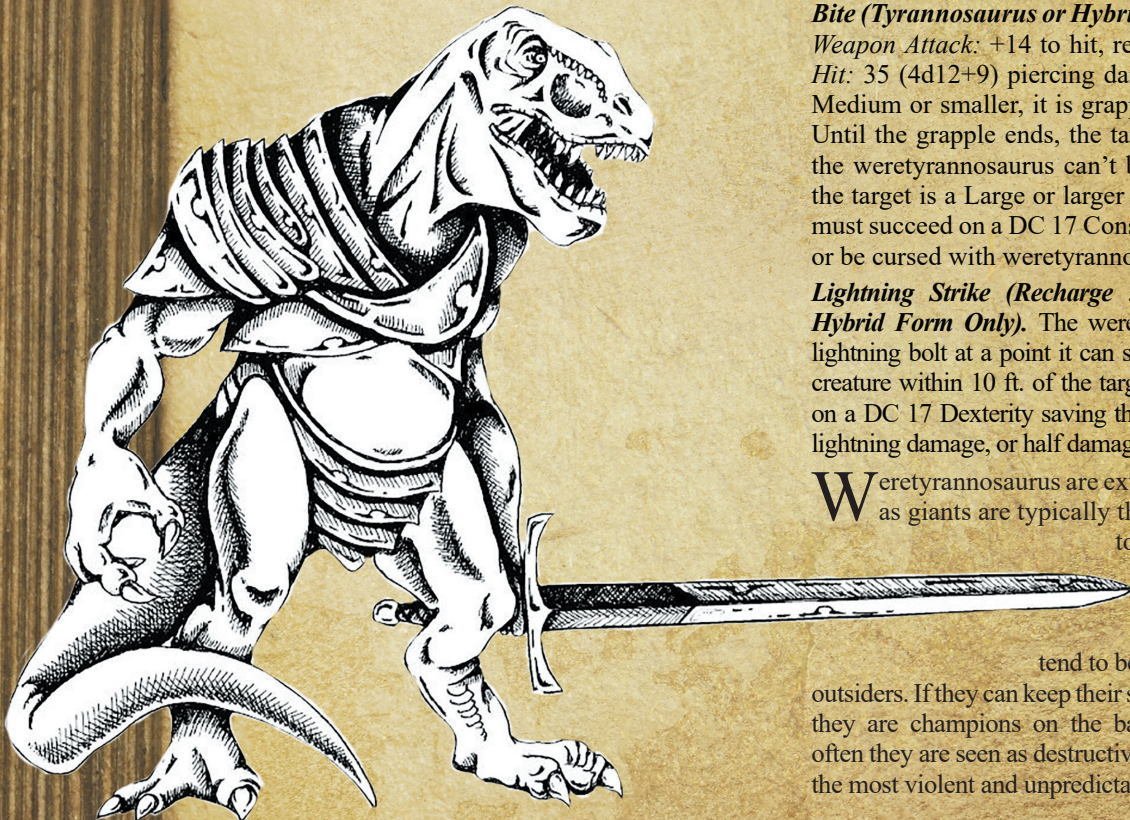 Bite (Tyrannosaurus or Hybri
Weapon Attack: +14 to hit, re
Hit: 35 (4d12+9) piercing da
Medium or smaller, it is grap
Until the grapple ends, the ta
the weretyrannosaurus can’t b
the target is a Large or larger
must succeed on a DC 17 Cons
or be cursed with weretyranno
Lightning Strike (Recharge
Hybrid Form Only). The were
lightning bolt at a point it can s
creature within 10 ft. of the targ
on a DC 17 Dexterity saving th
lightning damage, or half damag
Weretyrannosaurus are ex
as giants are typically th
to
tend to be
outsiders. If they can keep their s
they are champions on the ba
often they are seen as destructiv
the most violent and unpredicta